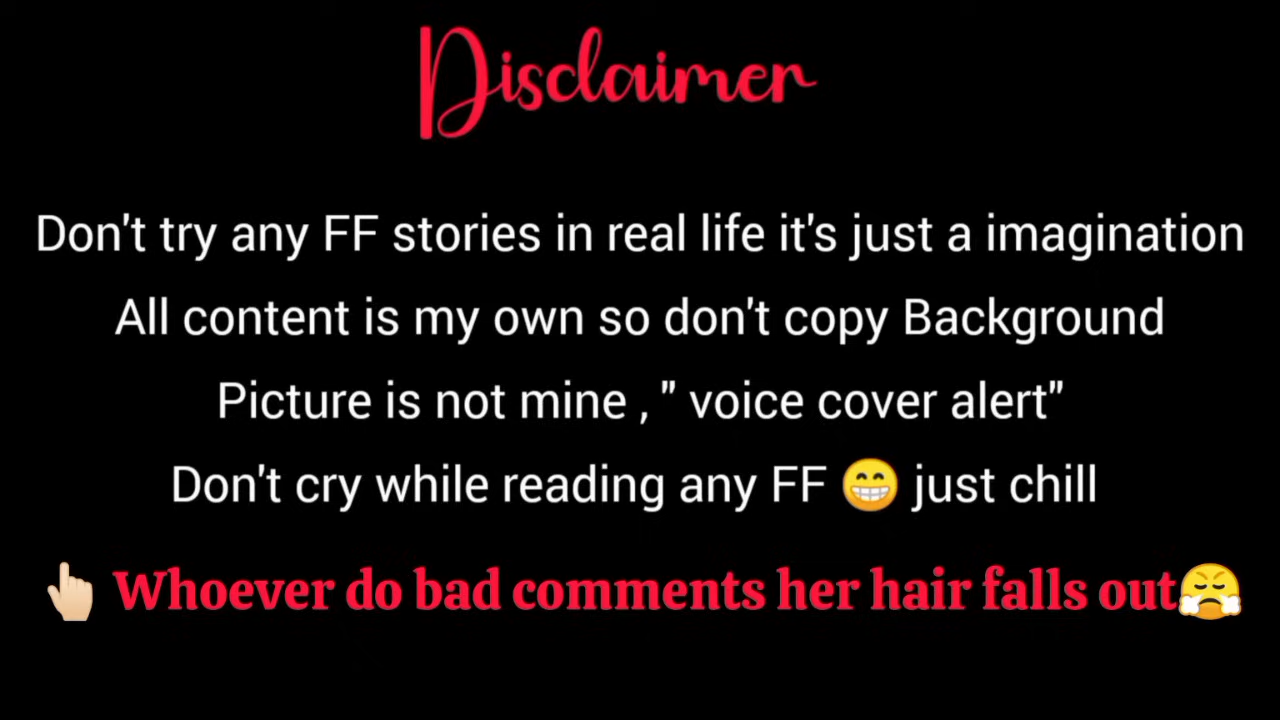 Disclaimer
Don't try any FF stories in real life it's just a imagination
All content is my own so don't copy Background
Picture is not mine , " voice cover alert"
Don't cry while reading any FF 😁 just chill
👆🏻 Whoever do bad comments her hair falls out😤